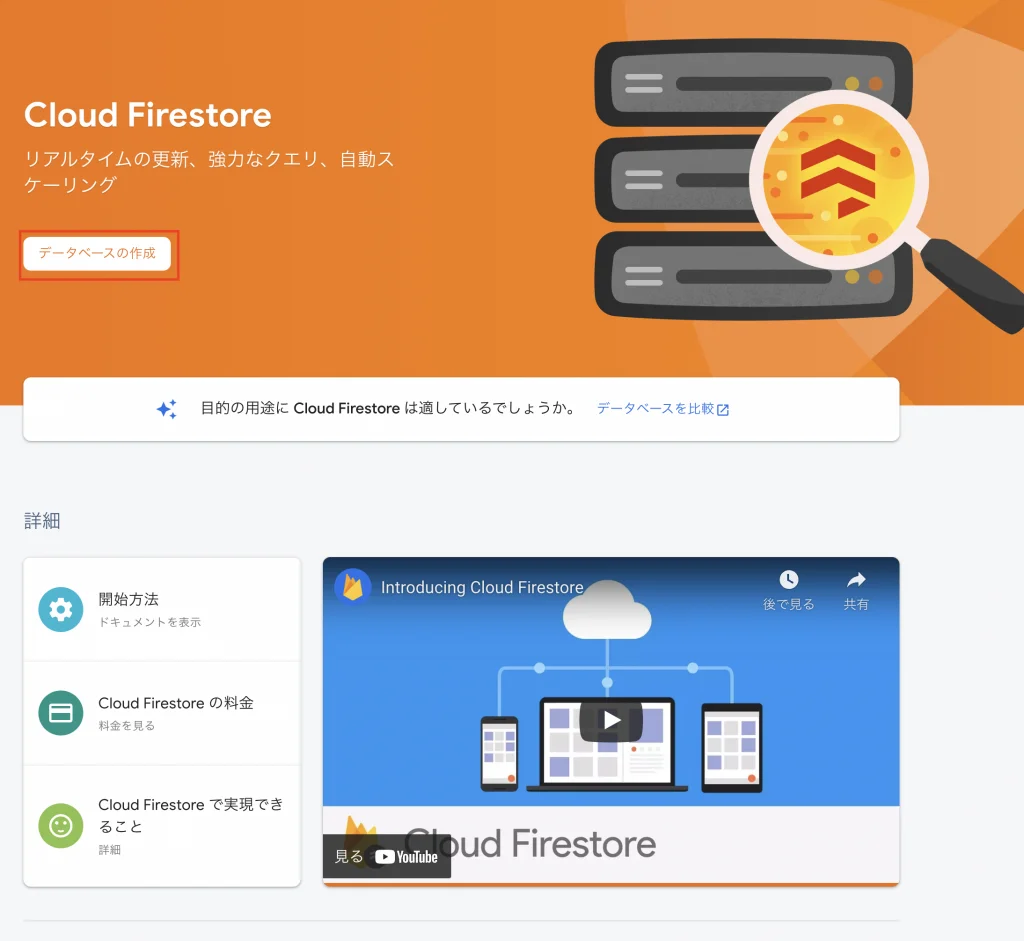 Cloud Firestore
リアルタイムの更新、強力なクエリ、自動ス
ケーリング
データベースの作成
目的の用途に Cloud Firestore は適しているでしょうか。 データベースを比較
詳細
開始方法
ドキュメントを表示
Cloud Firestore の料金
料金を見る
Cloud Firestore で実現でき
ること
詳細
Introducing Cloud Firestore
後で見る
共有
Cloud Firestore
見る YouTube